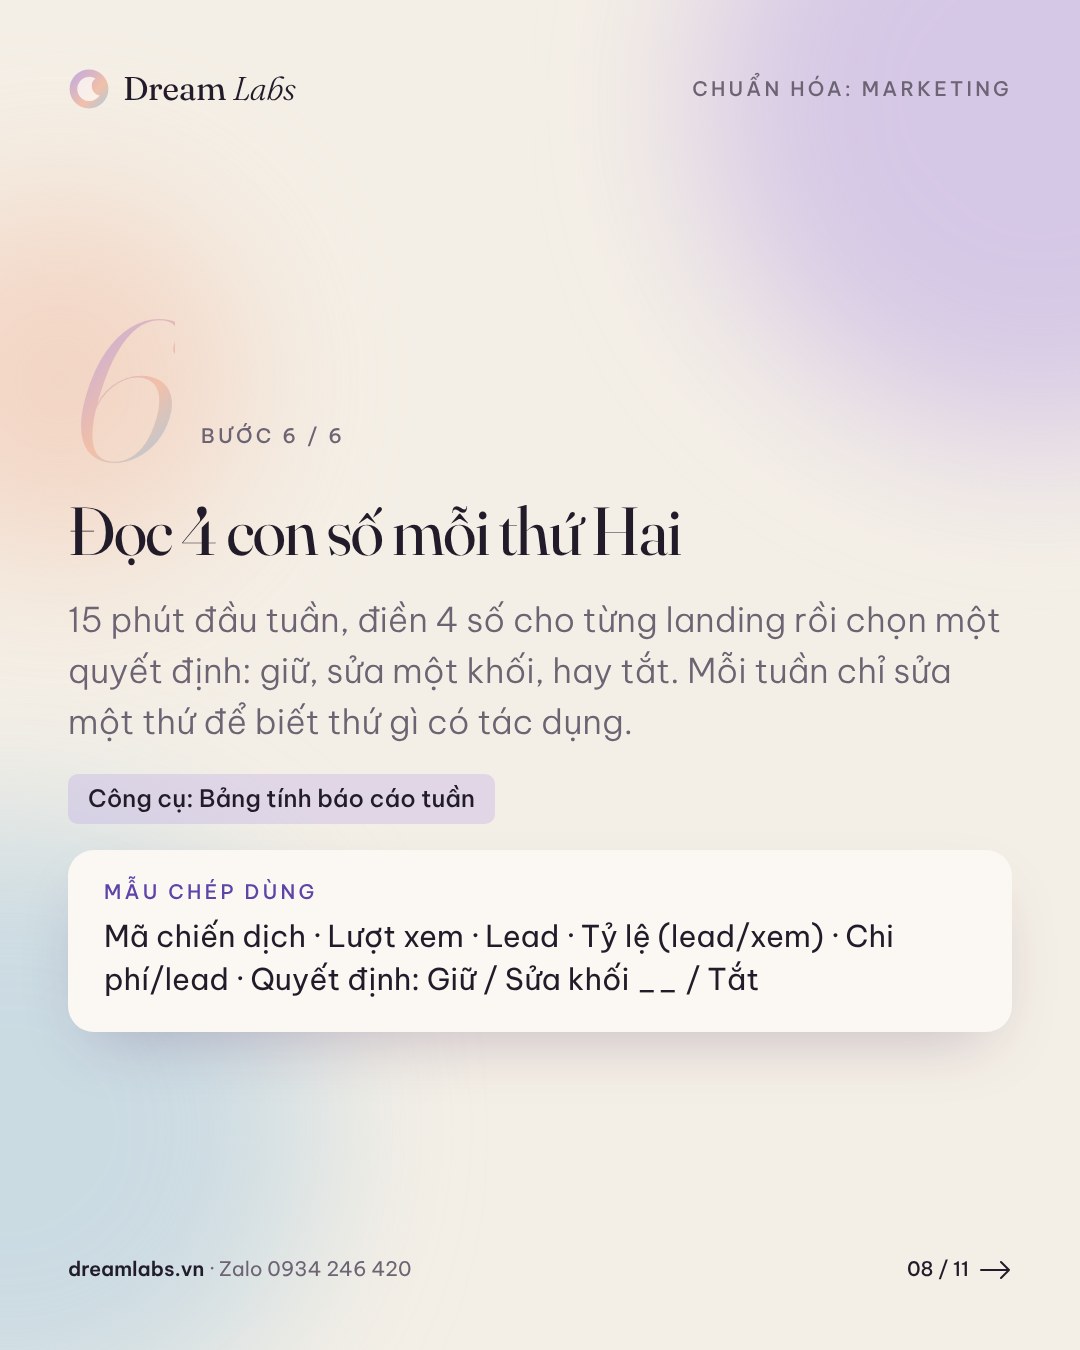 Dream Labs
CHUẨN HÓA: MARKETING
6
BƯỚC 6 / 6
Đọc 4 con số mỗi thứ Hai
15 phút đầu tuần, điền 4 số cho từng landing rồi chọn một
quyết định: giữ, sửa một khối, hay tắt. Mỗi tuần chỉ sửa
một thứ để biết thứ gì có tác dụng.
Công cụ: Bảng tính báo cáo tuần
MẪU CHÉP DÙNG
Mã chiến dịch · Lượt xem · Lead · Tỷ lệ (lead/xem) · Chi
phí/lead · Quyết định: Giữ / Sửa khối __ / Tắt
dreamlabs.vn · Zalo 0934 246 420
08 / 11 →